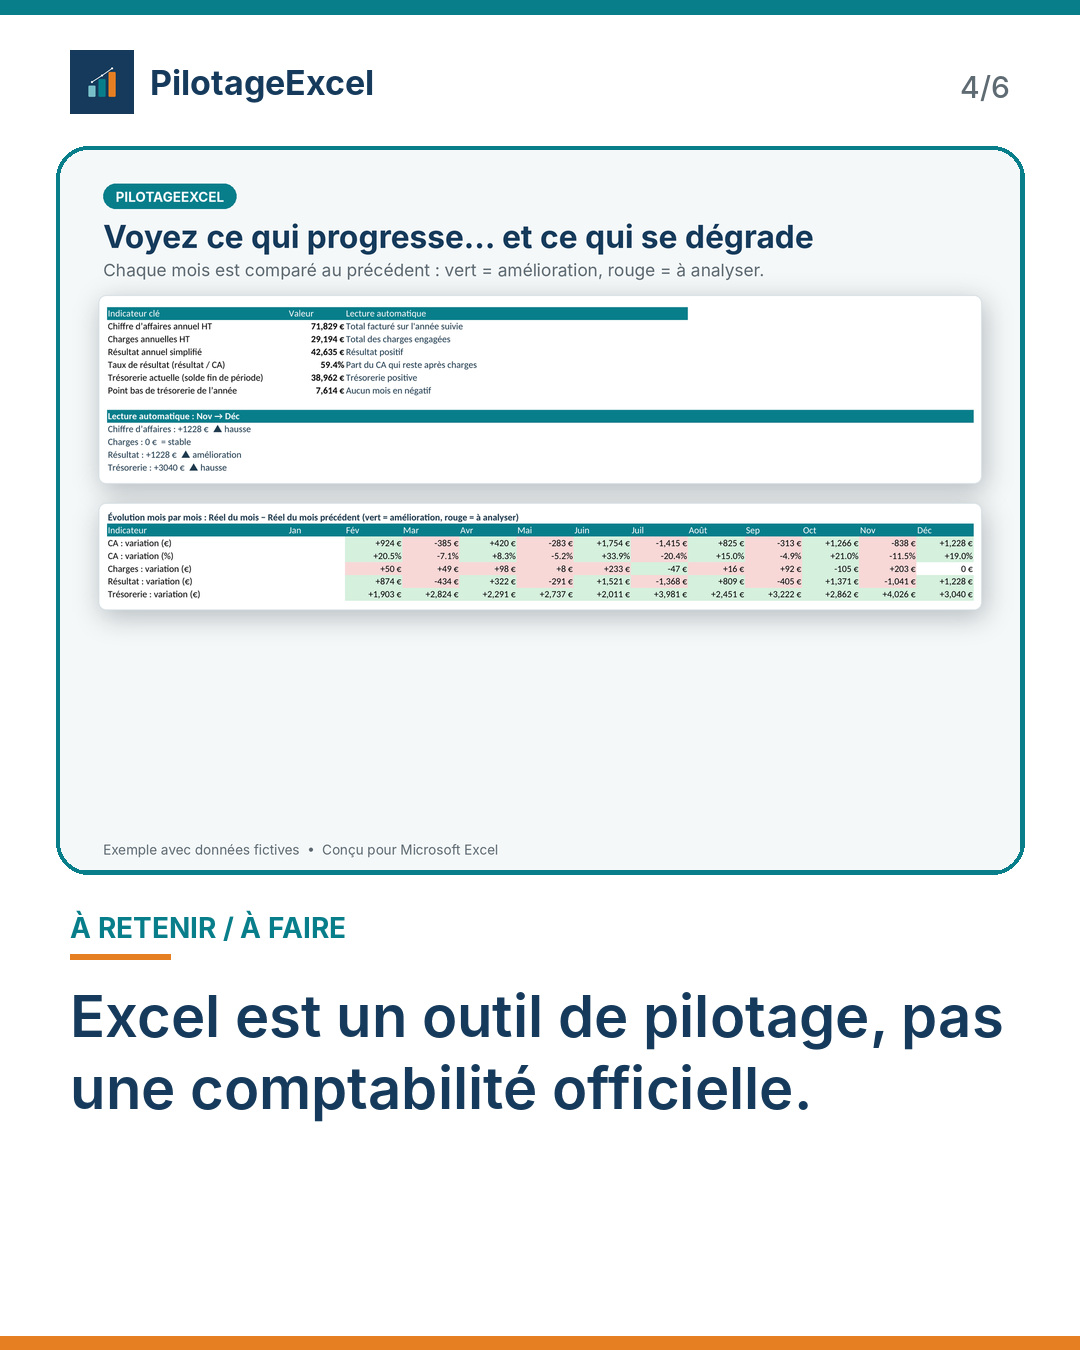 PilotageExcel
4/6
PILOTAGEEXCEL
Voyez ce qui progresse… et ce qui se dégrade
Chaque mois est comparé au précédent : vert = amélioration, rouge = à analyser.
Indicateur clé Valeur Lecture automatique
Chiffre d'affaires annuel HT 71,829 € Total facturé sur l'année suivie
Charges annuelles HT 29,194 € Total des charges engagées
Résultat annuel simplifié 42,635 € Résultat positif
Taux de résultat (résultat / CA) 59.4% Part du CA qui reste après charges
Trésorerie actuelle (solde fin de période) 38,962 € Trésorerie positive
Point bas de trésorerie de l'année 7,614 € Aucun mois en négatif
Lecture automatique : Nov → Déc
Chiffre d'affaires : +1228 € ▲ hausse
Charges : 0 € = stable
Résultat : +1228 € ▲ amélioration
Trésorerie : +3040 € ▲ hausse
Évolution mois par mois : Réel du mois − Réel du mois précédent (vert = amélioration, rouge = à analyser)
Indicateur Jan Fév Mar Avr Mai Juin Juil Août Sep Oct Nov Déc
CA : variation (€) +924 € -385 € +420 € -283 € +1,754 € -1,415 € +825 € -313 € +1,266 € -838 € +1,228 €
CA : variation (%) +20.5% -7.1% +8.3% -5.2% +33.9% -20.4% +15.0% -4.9% +21.0% -11.5% +19.0%
Charges : variation (€) +50 € +49 € +98 € +8 € +233 € -47 € +16 € +92 € -105 € +203 € 0 €
Résultat : variation (€) +874 € -434 € +322 € -291 € +1,521 € -1,368 € +809 € -405 € +1,371 € -1,041 € +1,228 €
Trésorerie : variation (€) +1,903 € +2,824 € +2,291 € +2,737 € +2,011 € +3,981 € +2,451 € +3,222 € +2,862 € +4,026 € +3,040 €
Exemple avec données fictives • Conçu pour Microsoft Excel
À RETENIR / À FAIRE
Excel est un outil de pilotage, pas
une comptabilité officielle.